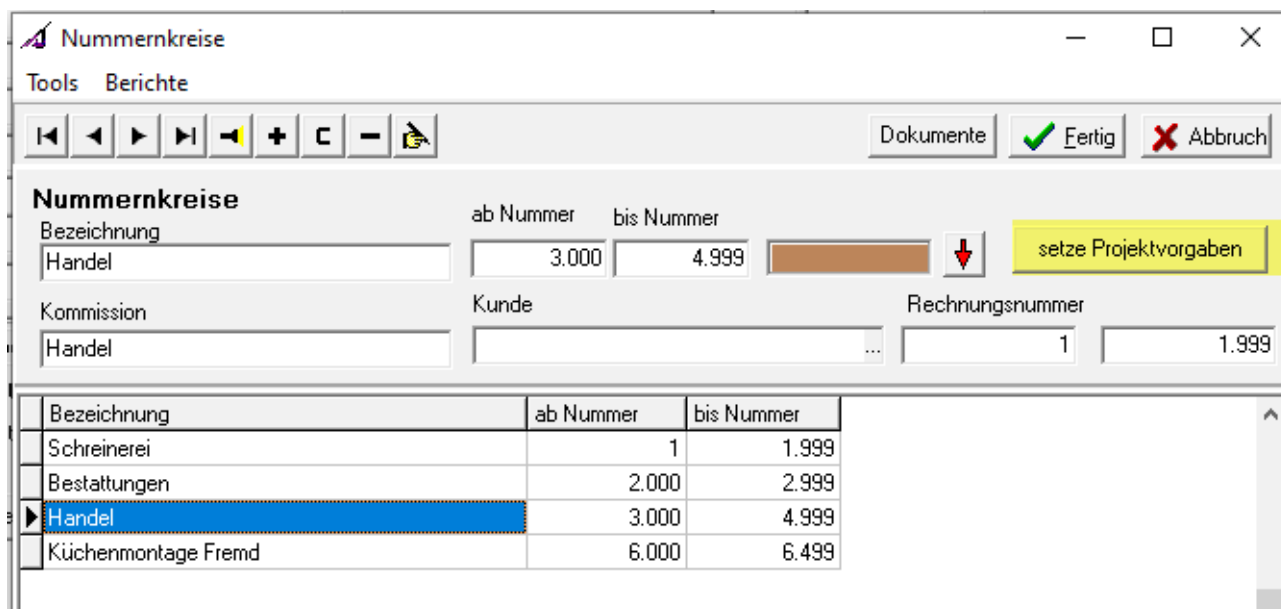 Nummernkreise
Tools Berichte
C Dokumente Fertig Abbruch
Nummernkreise
Bezeichnung ab Nummer bis Nummer
Handel 3.000 4.999 setze Projektvorgaben
Kommission Kunde Rechnungsnummer
Handel ... 1 1.999
Bezeichnung ab Nummer bis Nummer
Schreinerei 1 1.999
Bestattungen 2.000 2.999
Handel 3.000 4.999
Küchenmontage Fremd 6.000 6.499